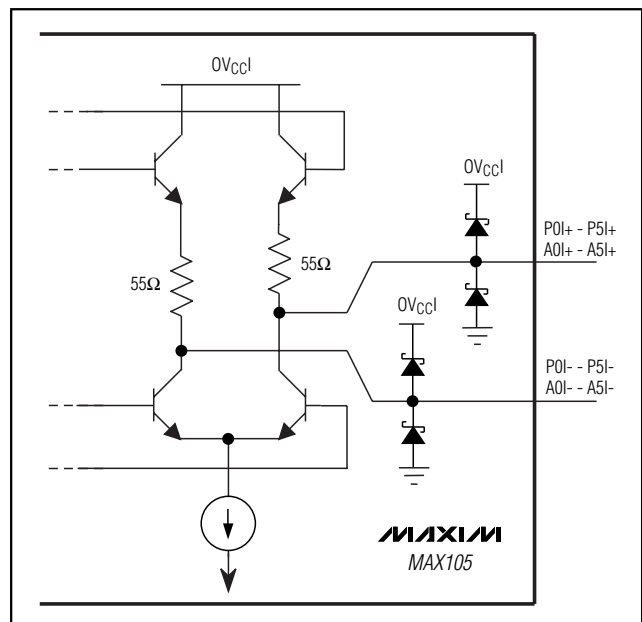 OVCCI
OVCCI
P0I+ - P5I+
A0I+ - A5I+
55Ω
55Ω
OVCCI
P0I- - P5I-
A0I- - A5I-
MAXIM
MAX105